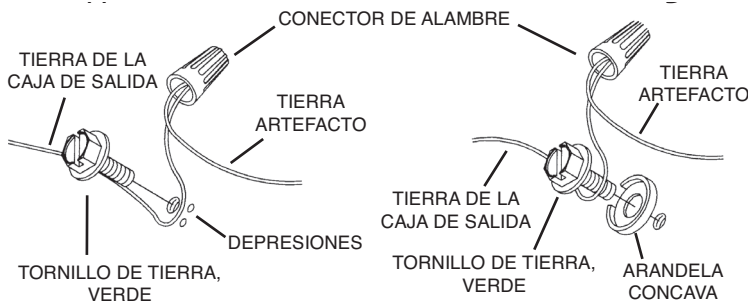 CONECTOR DE ALAMBRE
TIERRA DE LA
CAJA DE SALIDA
TIERRA
ARTEFACTO
DEPRESIONES
TORNILLO DE TIERRA,
VERDE
TIERRA
ARTEFACTO
TIERRA DE LA
CAJA DE SALIDA
TORNILLO DE TIERRA,
VERDE
ARANDELA
CONCAVA